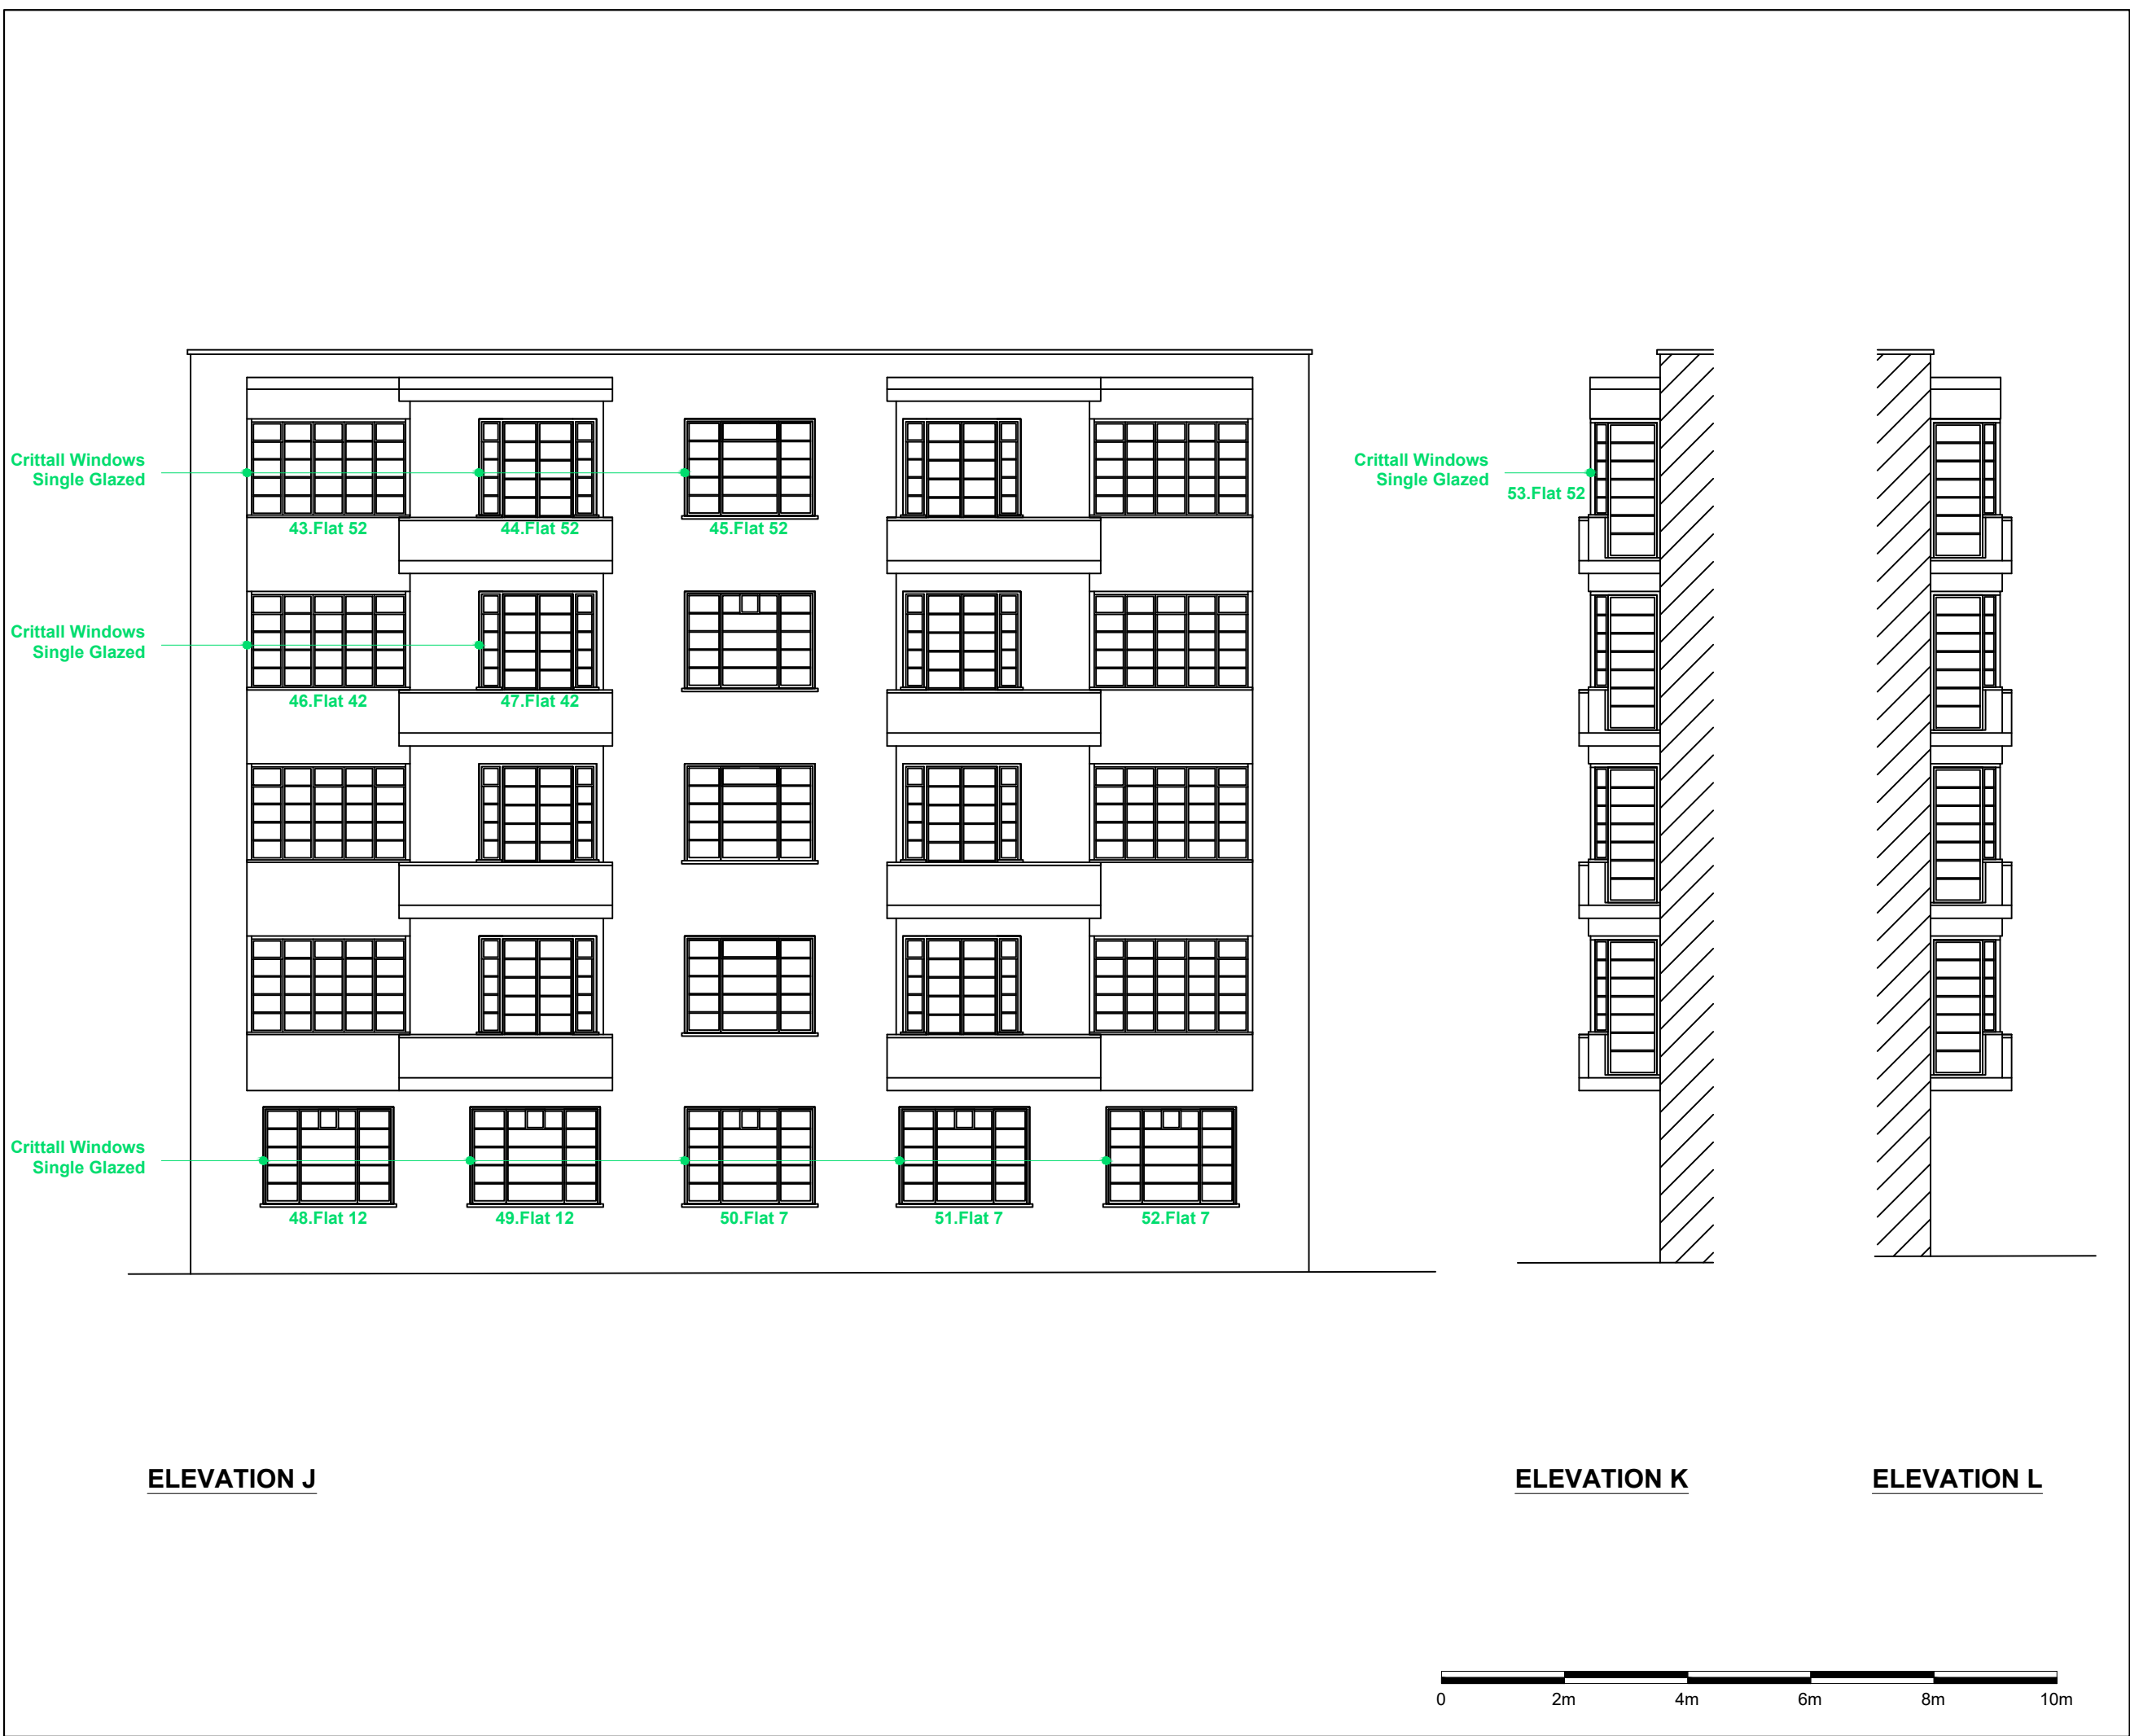 Crittall Windows
Single Glazed
43.Flat 52
44.Flat 52
45.Flat 52
Crittall Windows
Single Glazed
53.Flat 52
Crittall Windows
Single Glazed
46.Flat 42
47.Flat 42
Crittall Windows
Single Glazed
48.Flat 12
49.Flat 12
50.Flat 7
51.Flat 7
52.Flat 7
ELEVATION J
ELEVATION K
ELEVATION L
0 2m 4m 6m 8m 10m